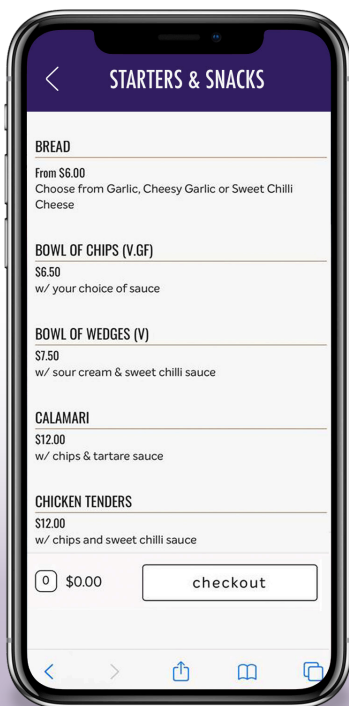 STARTERS & SNACKS
BREAD
From $6.00
Choose from Garlic, Cheesy Garlic or Sweet Chilli
Cheese
BOWL OF CHIPS (V.GF)
$6.50
w/ your choice of sauce
BOWL OF WEDGES (V)
$7.50
w/ sour cream & sweet chilli sauce
CALAMARI
$12.00
w/ chips & tartare sauce
CHICKEN TENDERS
$12.00
w/ chips and sweet chilli sauce
0 $0.00 checkout